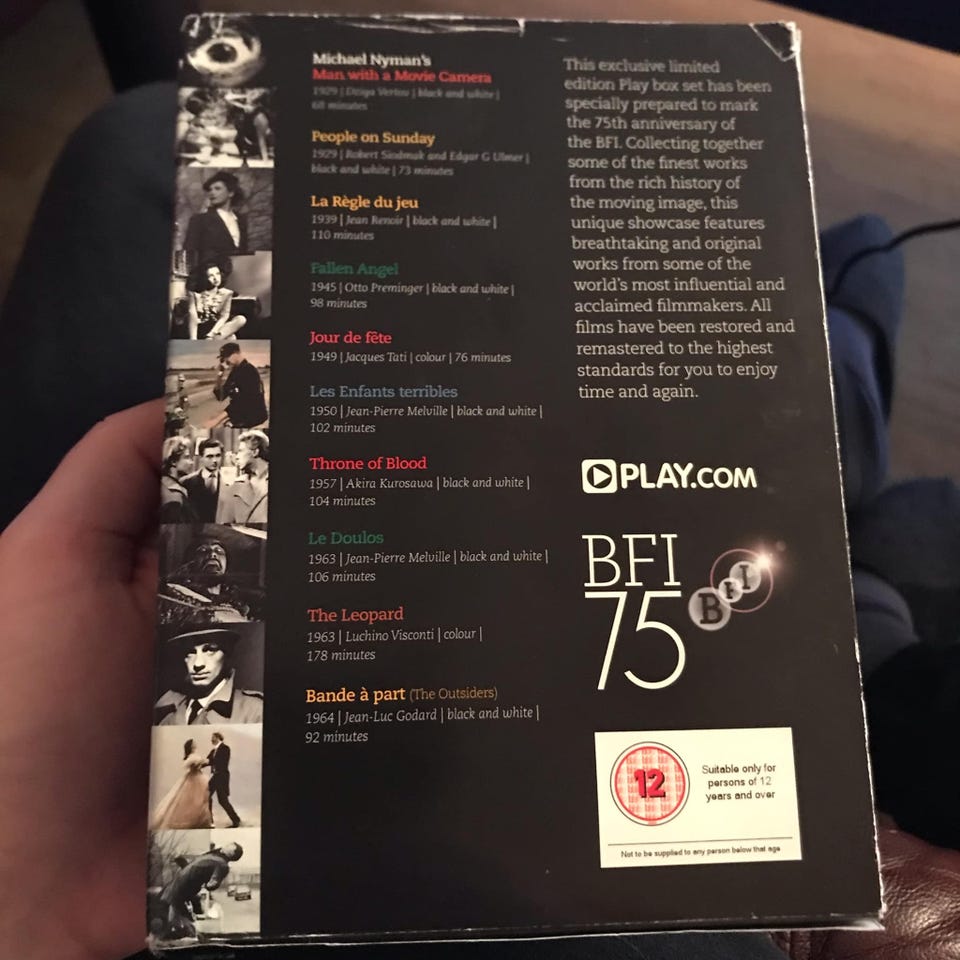 Michael Nyman's
Man with a Movie Camera
1929 | Dziga Vertov | black and white |
68 minutes
People on Sunday
1929 | Robert Siodmak and Edgar G Ulmer |
black and white | 73 minutes
La Règle du jeu
1939 | Jean Renoir | black and white |
110 minutes
Fallen Angel
1945 | Otto Preminger | black and white |
98 minutes
Jour de fête
1949 | Jacques Tati | colour | 76 minutes
Les Enfants terribles
1950 | Jean-Pierre Melville | black and white |
102 minutes
Throne of Blood
1957 | Akira Kurosawa | black and white |
104 minutes
Le Doulos
1963 | Jean-Pierre Melville | black and white |
106 minutes
The Leopard
1963 | Luchino Visconti | colour |
178 minutes
Bande à part (The Outsiders)
1964 | Jean-Luc Godard | black and white |
92 minutes
This exclusive limited
edition Play box set has been
specially prepared to mark
the 75th anniversary of
the BFI. Collecting together
some of the finest works
from the rich history of
the moving image, this
unique showcase features
breathtaking and original
works from some of the
world's most influential and
acclaimed filmmakers. All
films have been restored and
remastered to the highest
standards for you to enjoy
time and again.
PLAY.COM
BFI
75
BFI
12
Suitable only for
persons of 12
years and over
Not to be supplied to any person below that age